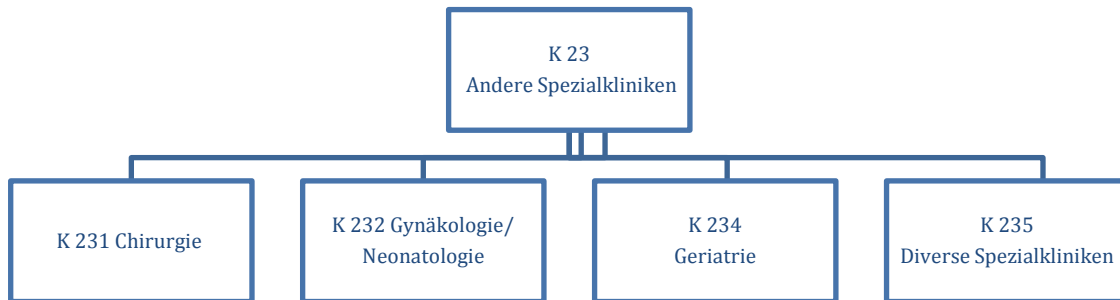 K 23
Andere Spezialkliniken
K 231 Chirurgie
K 232 Gynäkologie/
Neonatologie
K 234
Geriatrie
K 235
Diverse Spezialkliniken